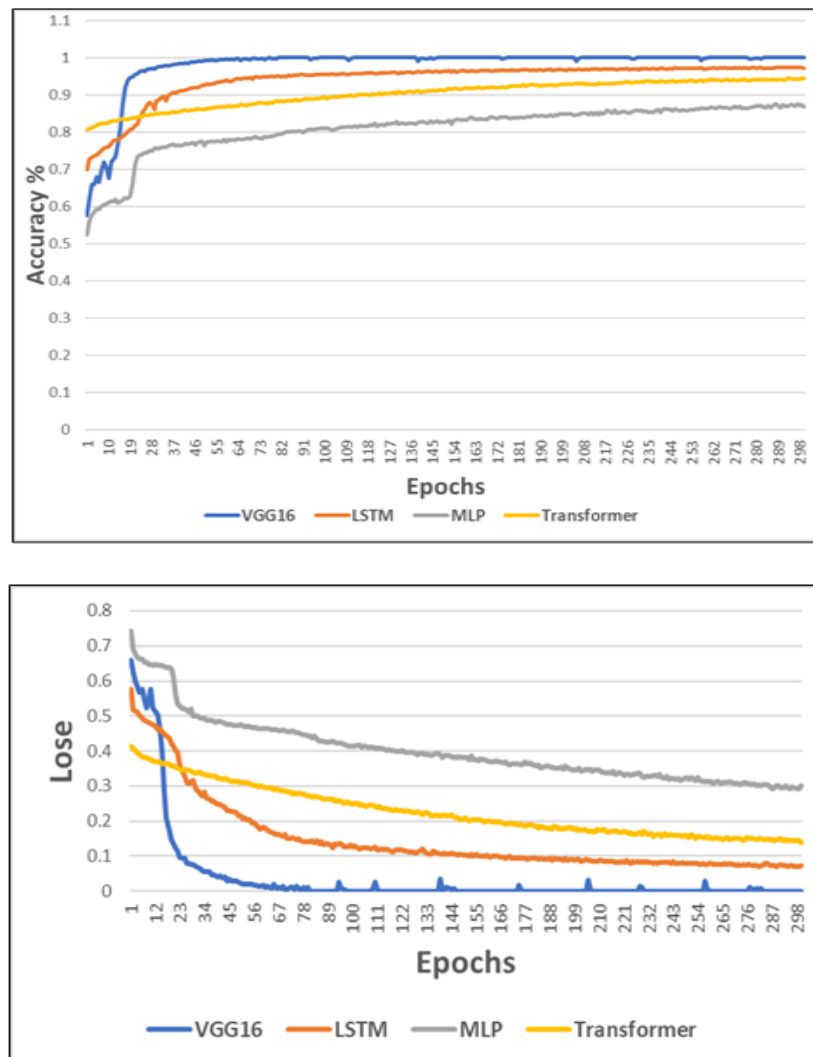 1.1
1
0.9
0.8
0.7
0.6
0.5
0.4
0.3
0.2
0.1
0
Accuracy %
1 10 19 28 37 46 55 64 73 82 91 100 109 118 127 136 145 154 163 172 181 190 199 208 217 226 235 244 253 262 271 280 289 298
Epochs
VGG16 LSTM MLP Transformer
0.8
0.7
0.6
0.5
0.4
0.3
0.2
0.1
0
Lose
1 12 23 34 45 56 67 78 89 100 111 122 133 144 155 166 177 188 199 210 221 232 243 254 265 276 287 298
Epochs
VGG16 LSTM MLP Transformer